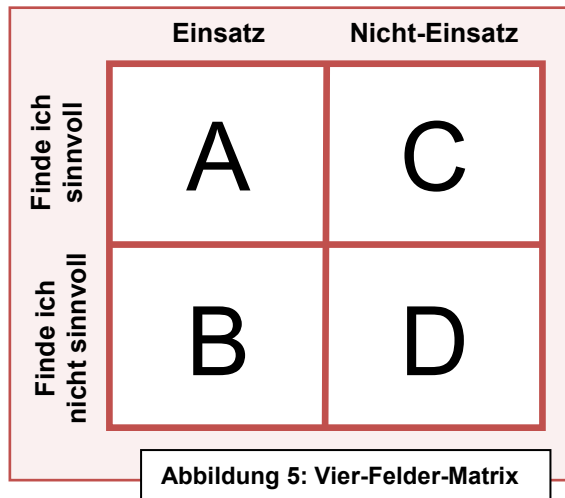 Einsatz Nicht-Einsatz
Finde ich
sinnvoll
A C
Finde ich
nicht sinnvoll
B D
Abbildung 5: Vier-Felder-Matrix